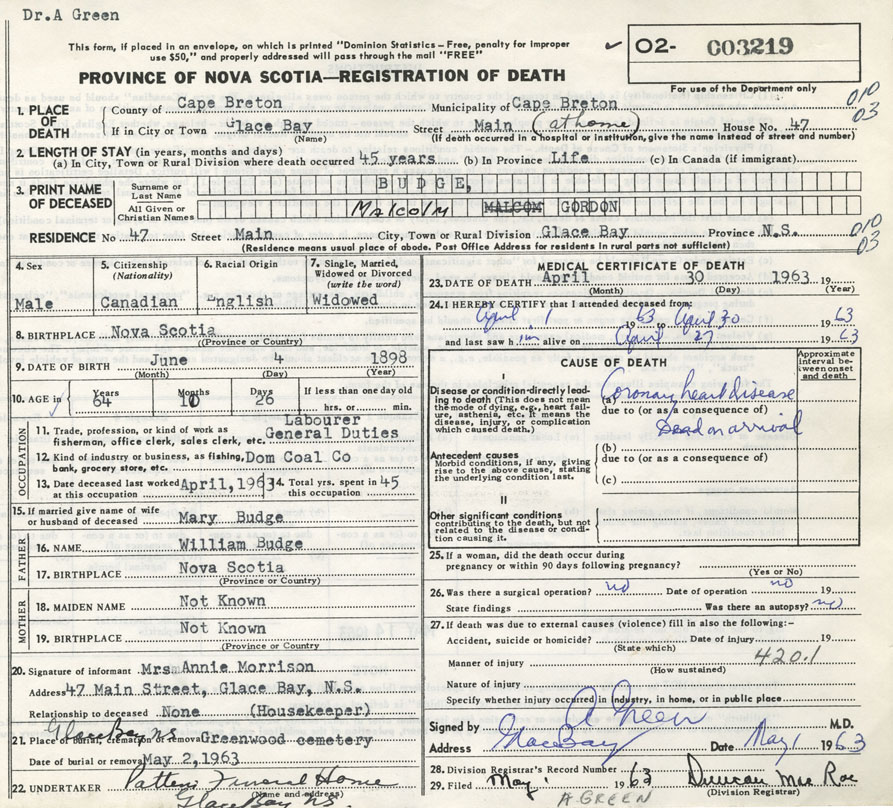 Dr.A Green
This form, if placed in an envelope, on which is printed "Dominion Statistics – Free, penalty for improper
use $50," and properly addressed will pass through the mail "FREE"
✓ O2- 003219
PROVINCE OF NOVA SCOTIA—REGISTRATION OF DEATH
For use of the Department only
010
03
1. PLACE OF DEATH
County of Cape Breton Municipality of Cape Breton
If in City or Town Glace Bay Street Main (at home) House No. 47
(Name) (If death occurred in a hospital or institution, give the name instead of street and number)
2. LENGTH OF STAY (in years, months and days)
(a) In City, Town or Rural Division where death occurred 45 years (b) In Province Life (c) In Canada (if immigrant)
3. PRINT NAME OF DECEASED
Surname or Last Name BUDGE,
All Given or Christian Names Malcolm MALCOM GORDON
RESIDENCE No 47 Street Main City, Town or Rural Division Glace Bay Province N.S.
(Residence means usual place of abode. Post Office Address for residents in rural parts not sufficient)
010
03
4. Sex
Male
5. Citizenship
(Nationality)
Canadian
6. Racial Origin
"nglish
7. Single, Married,
Widowed or Divorced
(write the word)
Widowed
8. BIRTHPLACE Nova Scotia
(Province or Country)
9. DATE OF BIRTH June 4 1898
(Month) (Day) (Year)
10. AGE in Years 64 Months 10 Days 26 If less than one day old
hrs. or min.
OCCUPATION
11. Trade, profession, or kind of work as
fisherman, office clerk, sales clerk, etc. Labourer
General Duties
12. Kind of industry or business, as fishing,
bank, grocery store, etc. Dom Coal Co
13. Date deceased last worked
at this occupation April,1963
14. Total yrs. spent in
this occupation 45
15. If married give name of wife
or husband of deceased Mary Budge
FATHER
16. NAME William Budge
17. BIRTHPLACE Nova Scotia
(Province or Country)
MOTHER
18. MAIDEN NAME Not Known
19. BIRTHPLACE Not Known
(Province or Country)
20. Signature of informant Mrs Annie Morrison
Address 47 Main Street, Glace Bay, N.S.
Relationship to deceased None (Housekeeper)
Glace Bay NS
21. Place of burial, cremation or removal Greenwood cemetery
Date of burial or removal May 2,1963
22. UNDERTAKER Patten Funeral Home
(Name and address)
Glace Bay NS.
MEDICAL CERTIFICATE OF DEATH
23. DATE OF DEATH April 30 1963 19
(Month) (Day) (Year)
24. I HEREBY CERTIFY that I attended deceased from:
April 1 1963 to April 30 1963
and last saw him alive on April 27 1963
CAUSE OF DEATH
Approximate interval between onset and death
I
Disease or condition directly leading to death (This does not mean
the mode of dying, e.g., heart failure, asthenia, etc. It means the
disease, injury, or complication
which caused death.)
(a) Coronary heart disease
due to (or as a consequence of)
Dead on arrival
Antecedent causes
Morbid conditions, if any, giving
rise to the above cause, stating
the underlying condition last.
(b)
due to (or as a consequence of)
(c)
II
Other significant conditions
contributing to the death, but not
related to the disease or condition causing it.
25. If a woman, did the death occur during
pregnancy or within 90 days following pregnancy?
(Yes or No)
26. Was there a surgical operation? no Date of operation no 19
State findings Was there an autopsy? no
27. If death was due to external causes (violence) fill in also the following:-
Accident, suicide or homicide? Date of injury 19
(State which)
Manner of injury 420.1
(How sustained)
Nature of injury
Specify whether injury occurred in industry, in home, or in public place
Signed by A Green M.D.
Address Glace Bay Date May 1 1963
28. Division Registrar's Record Number
29. Filed May 1 1963 Duncan Mac Rae
(Division Registrar)
A GREEN